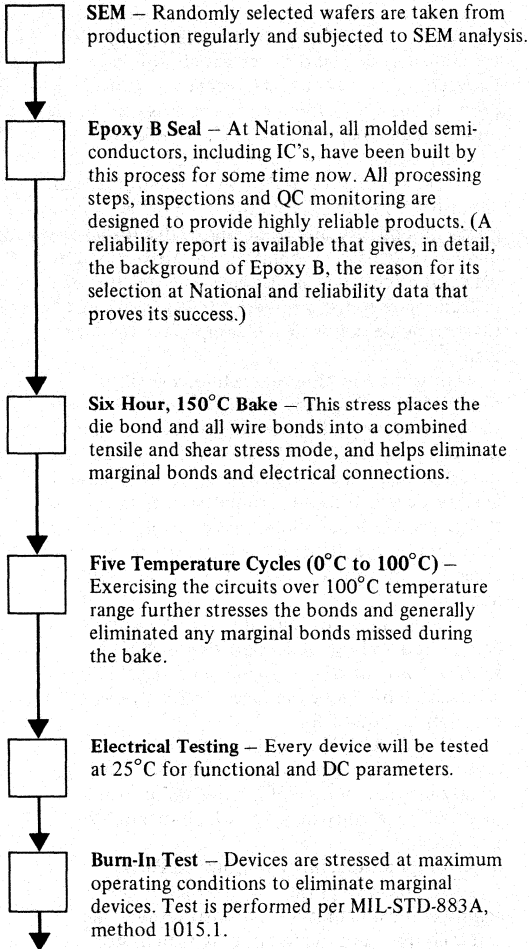 SEM – Randomly selected wafers are taken from
production regularly and subjected to SEM analysis.
Epoxy B Seal – At National, all molded semi-
conductors, including IC's, have been built by
this process for some time now. All processing
steps, inspections and QC monitoring are
designed to provide highly reliable products. (A
reliability report is available that gives, in detail,
the background of Epoxy B, the reason for its
selection at National and reliability data that
proves its success.)
Six Hour, 150°C Bake – This stress places the
die bond and all wire bonds into a combined
tensile and shear stress mode, and helps eliminate
marginal bonds and electrical connections.
Five Temperature Cycles (0°C to 100°C) –
Exercising the circuits over 100°C temperature
range further stresses the bonds and generally
eliminated any marginal bonds missed during
the bake.
Electrical Testing – Every device will be tested
at 25°C for functional and DC parameters.
Burn-In Test – Devices are stressed at maximum
operating conditions to eliminate marginal
devices. Test is performed per MIL-STD-883A,
method 1015.1.